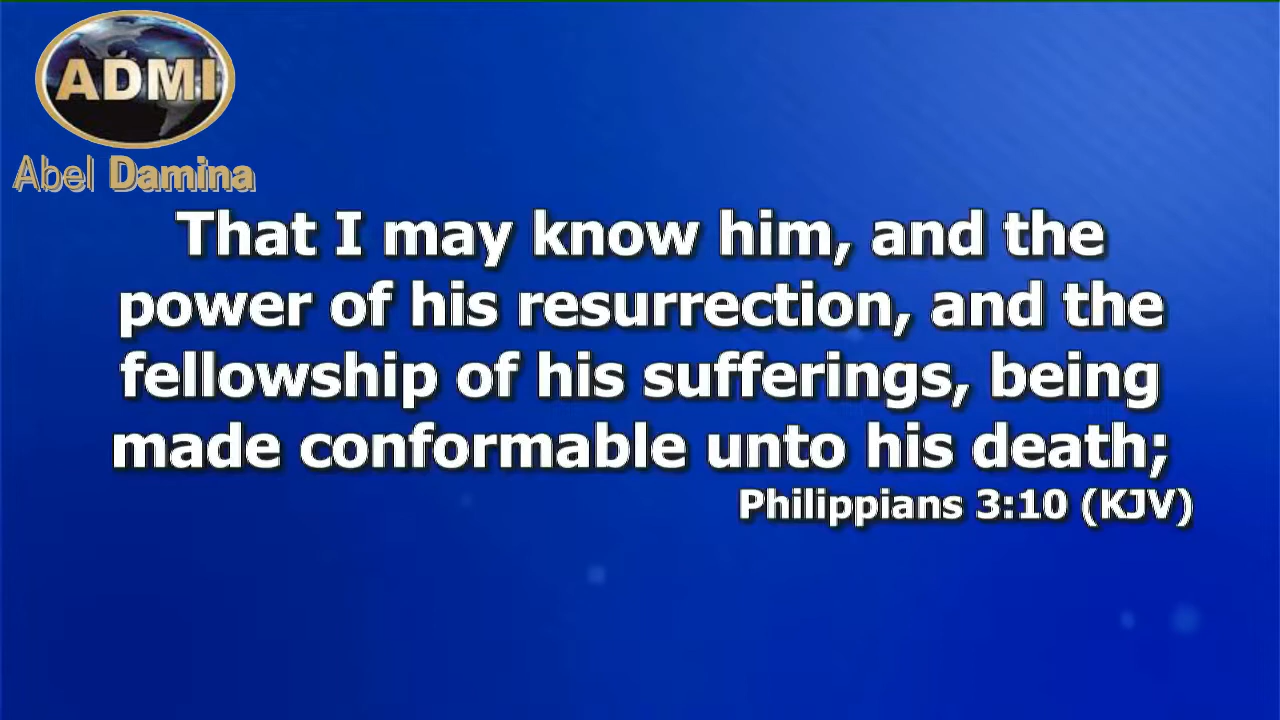 ADMI
Abel Damina
That I may know him, and the
power of his resurrection, and the
fellowship of his sufferings, being
made conformable unto his death;
Philippians 3:10 (KJV)